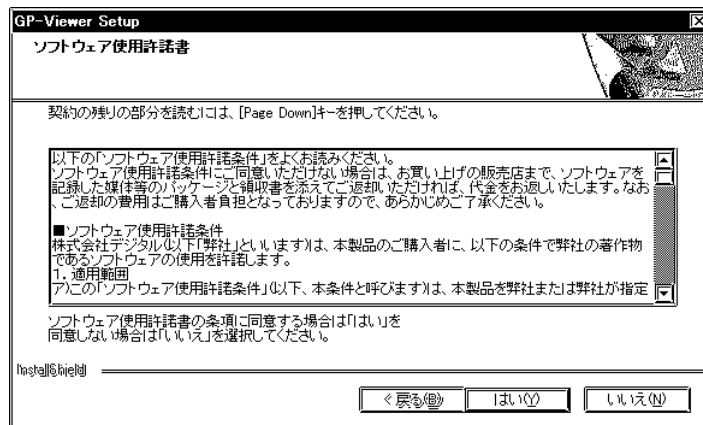 GP-Viewer Setup
ソフトウェア使用許諾書
契約の残りの部分を読むには、[Page Down]キーを押してください。
以下の「ソフトウェア使用許諾条件」をよくお読みください。
ソフトウェア使用許諾条件にご同意いただけない場合は、お買い上げの販売店まで、ソフトウェアを
記録した媒体等のパッケージと領収書を添えてご返却いただければ、代金をお返しいたします。なお
、ご返却の費用はご購入者負担となっておりますので、あらかじめご了承ください。
■ソフトウェア使用許諾条件
株式会社デジタル(以下「弊社」といいます)は、本製品のご購入者に、以下の条件で弊社の著作物
であるソフトウェアの使用を許諾します。
1. 適用範囲
ア)この「ソフトウェア使用許諾条件」(以下、本条件と呼びます)は、本製品を弊社または弊社が指定
ソフトウェア使用許諾書の条項に同意する場合は「はい」を
同意しない場合は「いいえ」を選択してください。
InstallShield
< 戻る(B) はい(Y) いいえ(N)